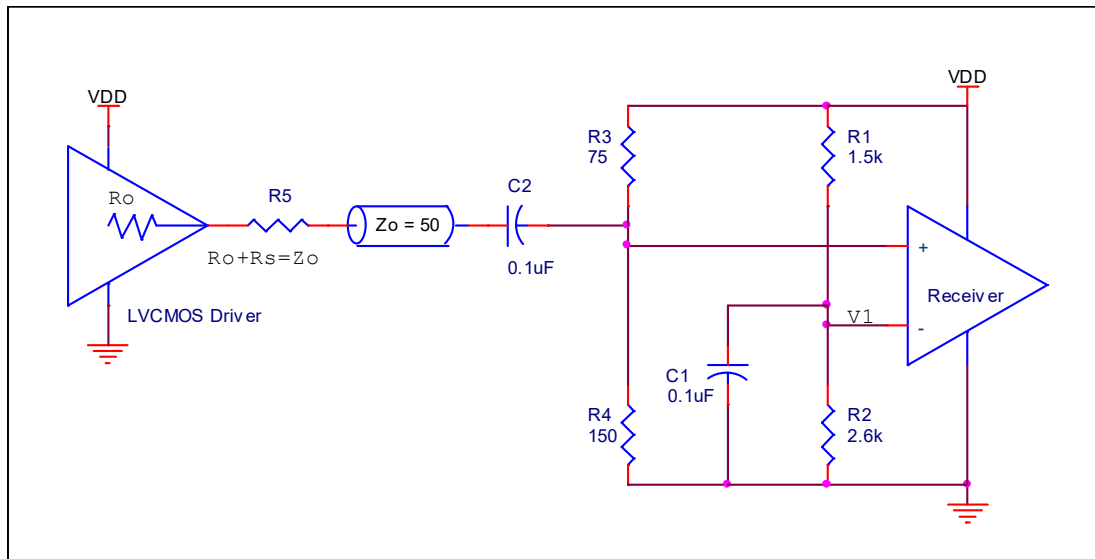 VDD
Ro
R5
Ro+Rs=Zo
LVCMOS Driver
Zo = 50
C2
0.1uF
R3
75
R4
150
C1
0.1uF
VDD
R1
1.5k
V1
R2
2.6k
+
-
Receiver